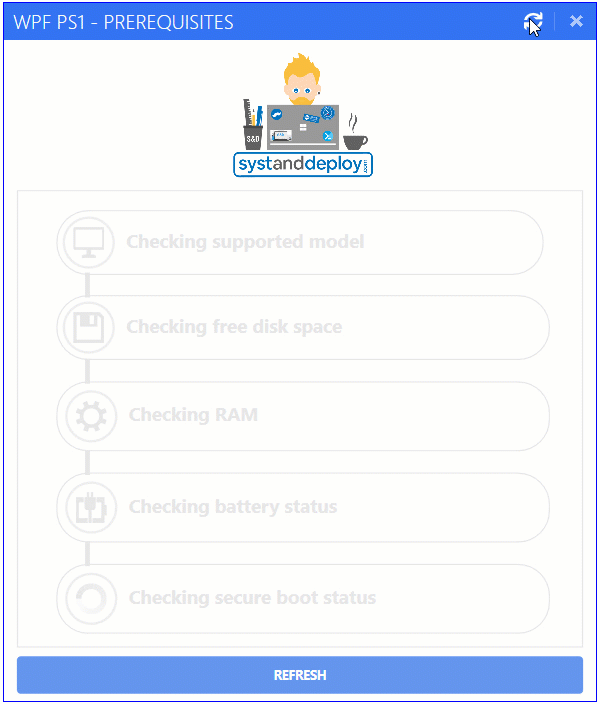 WPF PS1 - PREREQUISITES
S&D
systanddeploy.com
Checking supported model
Checking free disk space
Checking RAM
Checking battery status
Checking secure boot status
REFRESH